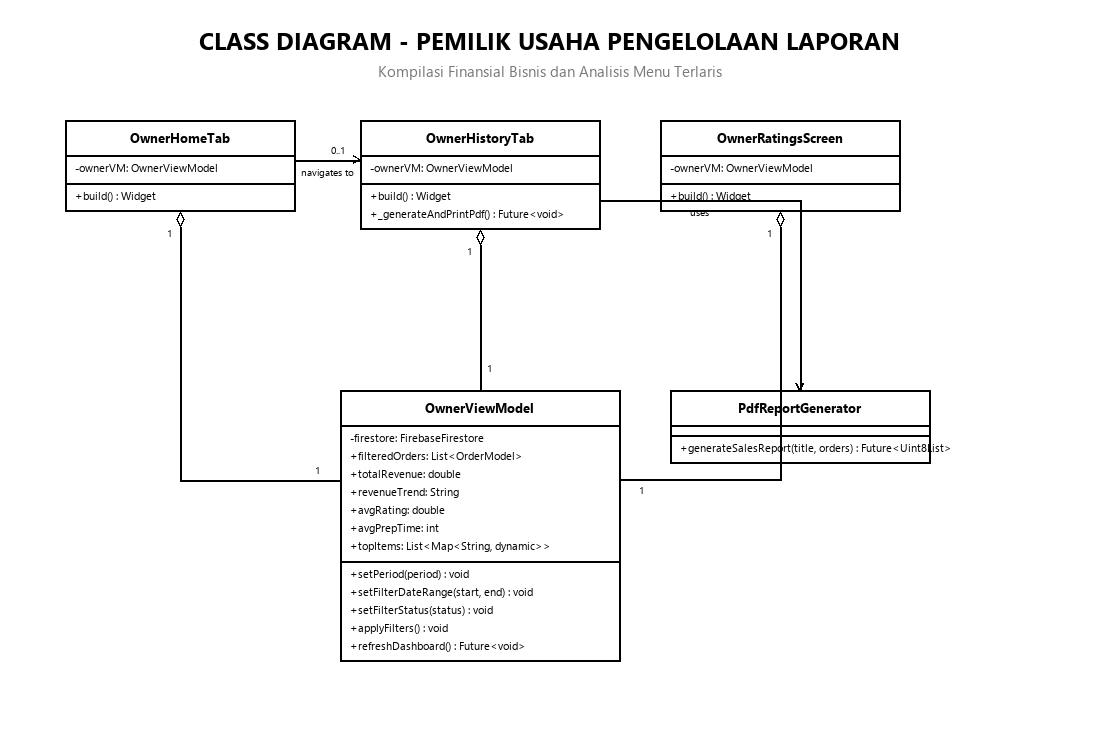 CLASS DIAGRAM - PEMILIK USAHA PENGELOLAAN LAPORAN
Kompilasi Finansial Bisnis dan Analisis Menu Terlaris
OwnerHomeTab
-ownerVM: OwnerViewModel
+build() : Widget
0..1
navigates to
OwnerHistoryTab
-ownerVM: OwnerViewModel
+build() : Widget
+_generateAndPrintPdf() : Future<void>
OwnerRatingsScreen
-ownerVM: OwnerViewModel
+build() : Widget
uses
1
1
1
1
1
1
OwnerViewModel
-firestore: FirebaseFirestore
+filteredOrders: List<OrderModel>
+totalRevenue: double
+revenueTrend: String
+avgRating: double
+avgPrepTime: int
+topItems: List<Map<String, dynamic>>
+setPeriod(period) : void
+setFilterDateRange(start, end) : void
+setFilterStatus(status) : void
+applyFilters() : void
+refreshDashboard() : Future<void>
PdfReportGenerator
+generateSalesReport(title, orders) : Future<Uint8List>